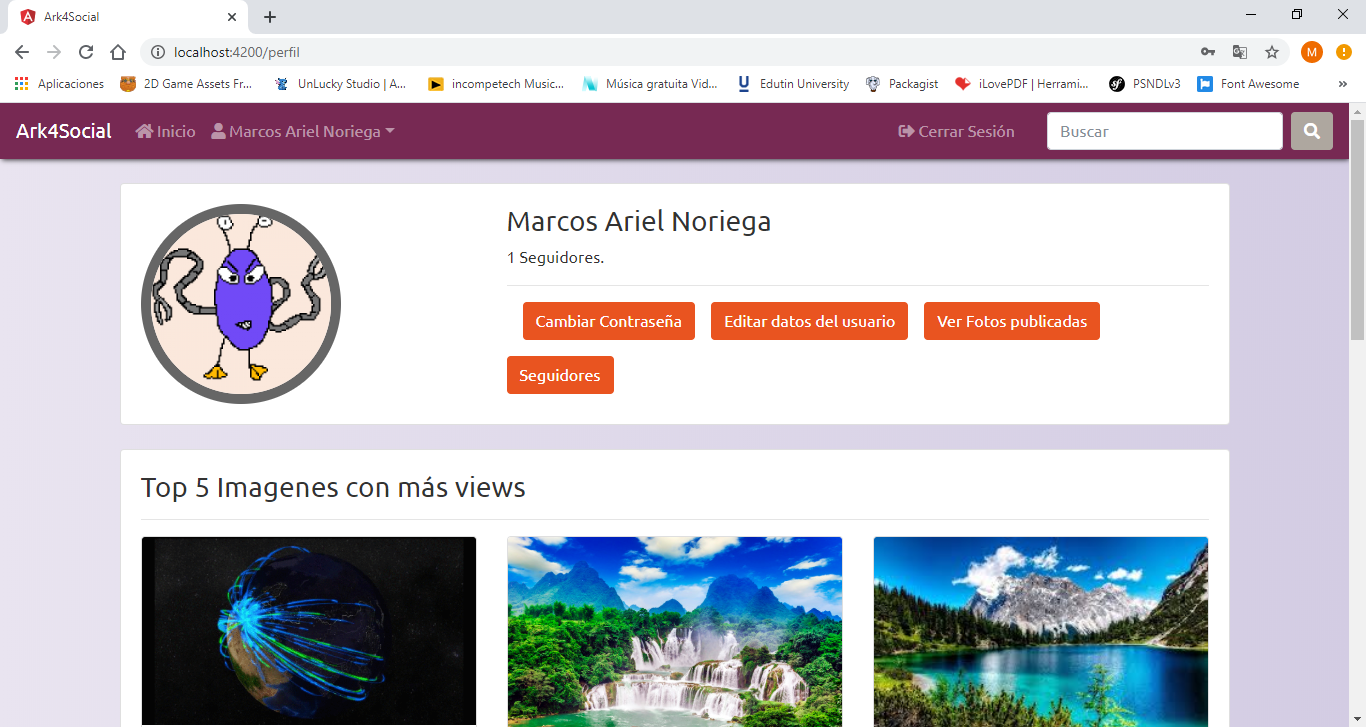 Ark4Social
localhost:4200/perfil
M
Aplicaciones
2D Game Assets Fr...
UnLucky Studio | A...
incompetech Music...
Música gratuita Vid...
Edutin University
Packagist
iLovePDF | Herrami...
PSNDLv3
Font Awesome
»
Ark4Social
Inicio
Marcos Ariel Noriega
Cerrar Sesión
Buscar
Marcos Ariel Noriega
1 Seguidores.
Cambiar Contraseña
Editar datos del usuario
Ver Fotos publicadas
Seguidores
Top 5 Imagenes con más views